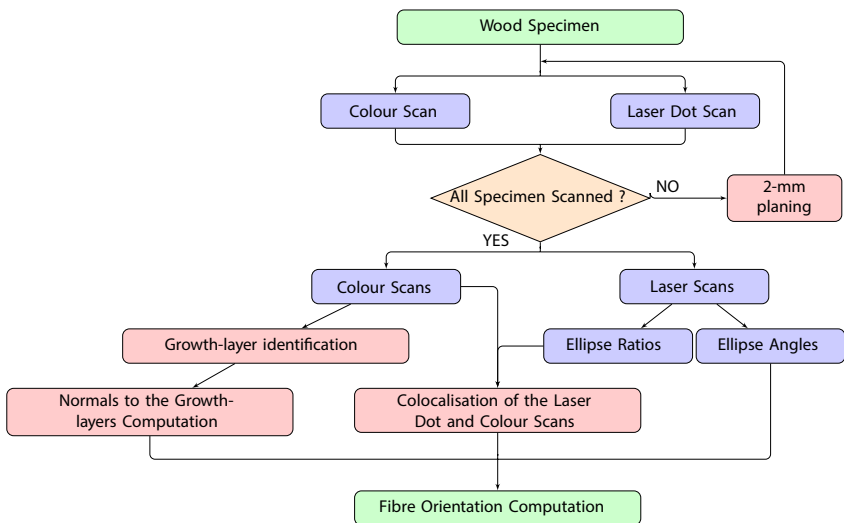 Wood Specimen
Colour Scan
Laser Dot Scan
All Specimen Scanned ?
NO
2-mm
planing
YES
Colour Scans
Laser Scans
Growth-layer identification
Ellipse Ratios
Ellipse Angles
Normals to the Growth-
layers Computation
Colocalisation of the Laser
Dot and Colour Scans
Fibre Orientation Computation